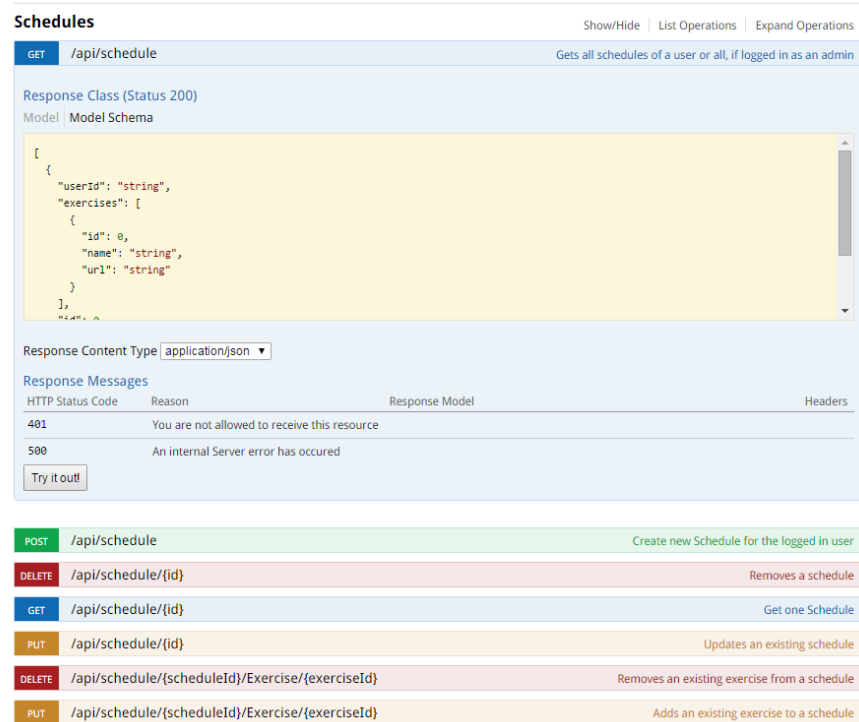 Schedules
Show/Hide | List Operations | Expand Operations
GET /api/schedule Gets all schedules of a user or all, if logged in as an admin
Response Class (Status 200)
Model | Model Schema
[
  {
    "userId": "string",
    "exercises": [
      {
        "id": 0,
        "name": "string",
        "url": "string"
      }
    ],
    "id": 0
Response Content Type application/json
Response Messages
HTTP Status Code Reason Response Model Headers
401 You are not allowed to receive this resource
500 An internal Server error has occured
Try it out!
POST /api/schedule Create new Schedule for the logged in user
DELETE /api/schedule/{id} Removes a schedule
GET /api/schedule/{id} Get one Schedule
PUT /api/schedule/{id} Updates an existing schedule
DELETE /api/schedule/{scheduleId}/Exercise/{exerciseId} Removes an existing exercise from a schedule
PUT /api/schedule/{scheduleId}/Exercise/{exerciseId} Adds an existing exercise to a schedule